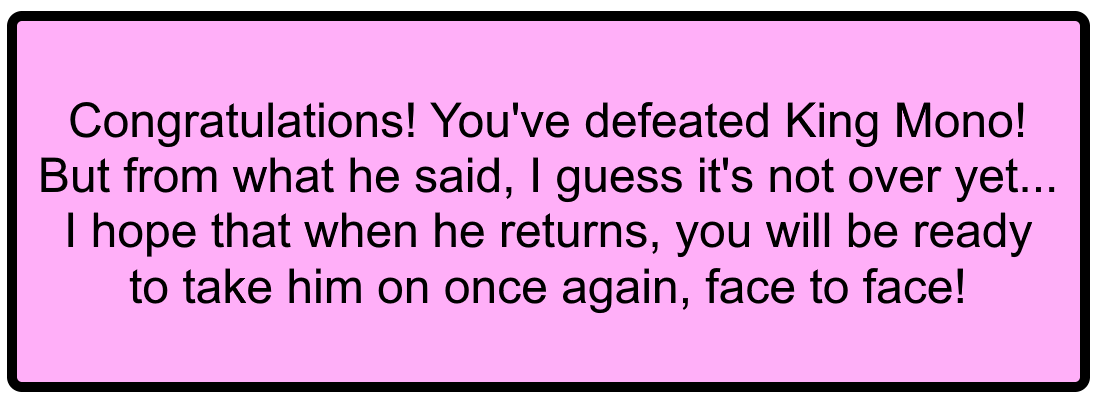 Congratulations! You've defeated King Mono!
But from what he said, I guess it's not over yet...
I hope that when he returns, you will be ready
to take him on once again, face to face!